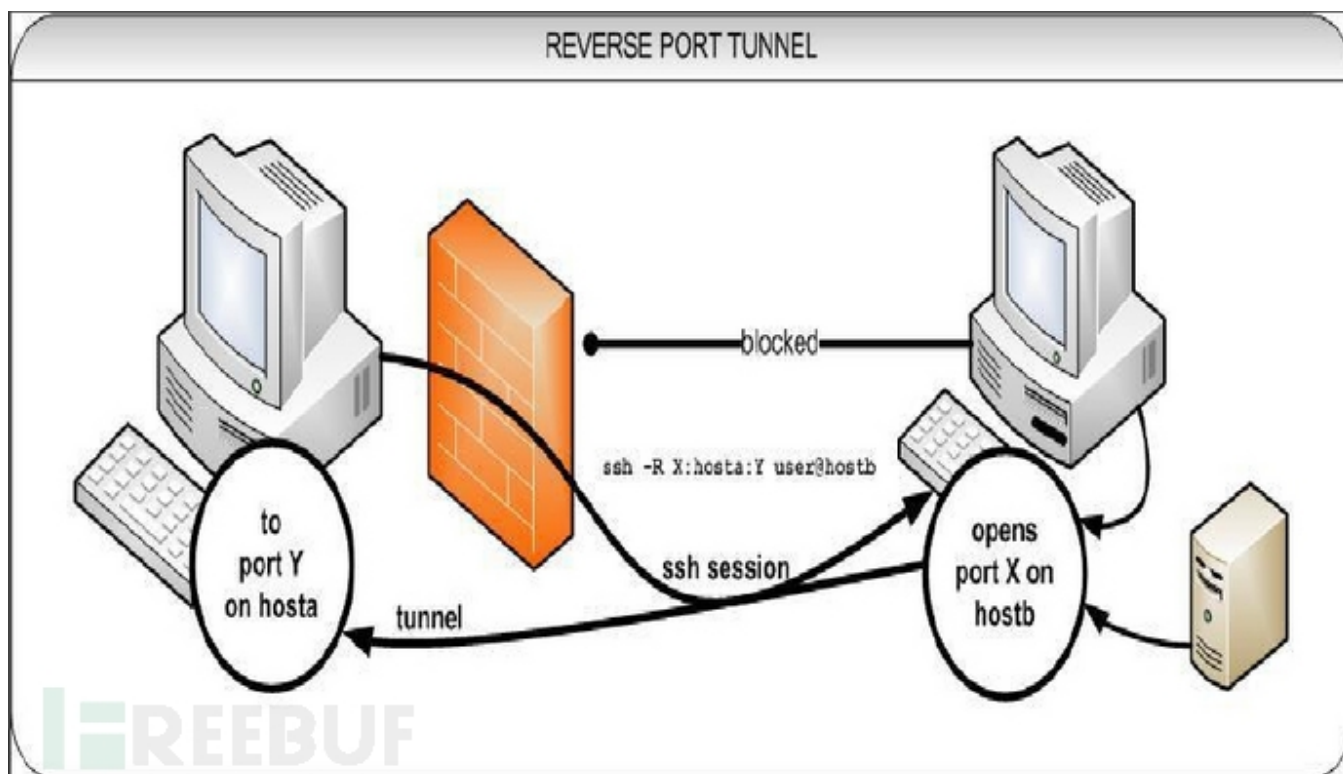 REVERSE PORT TUNNEL
blocked
ssh -R X:hosta:Y user@hostb
to
port Y
on hosta
ssh session
tunnel
opens
port X on
hostb
FREEBUF